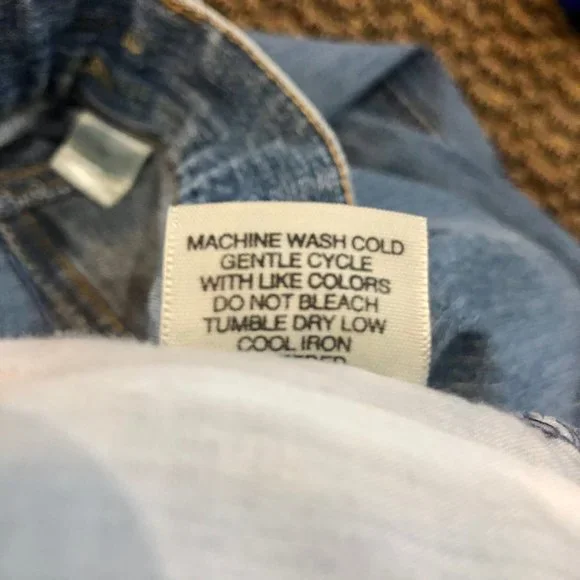 MACHINE WASH COLD
GENTLE CYCLE
WITH LIKE COLORS
DO NOT BLEACH
TUMBLE DRY LOW
COOL IRON